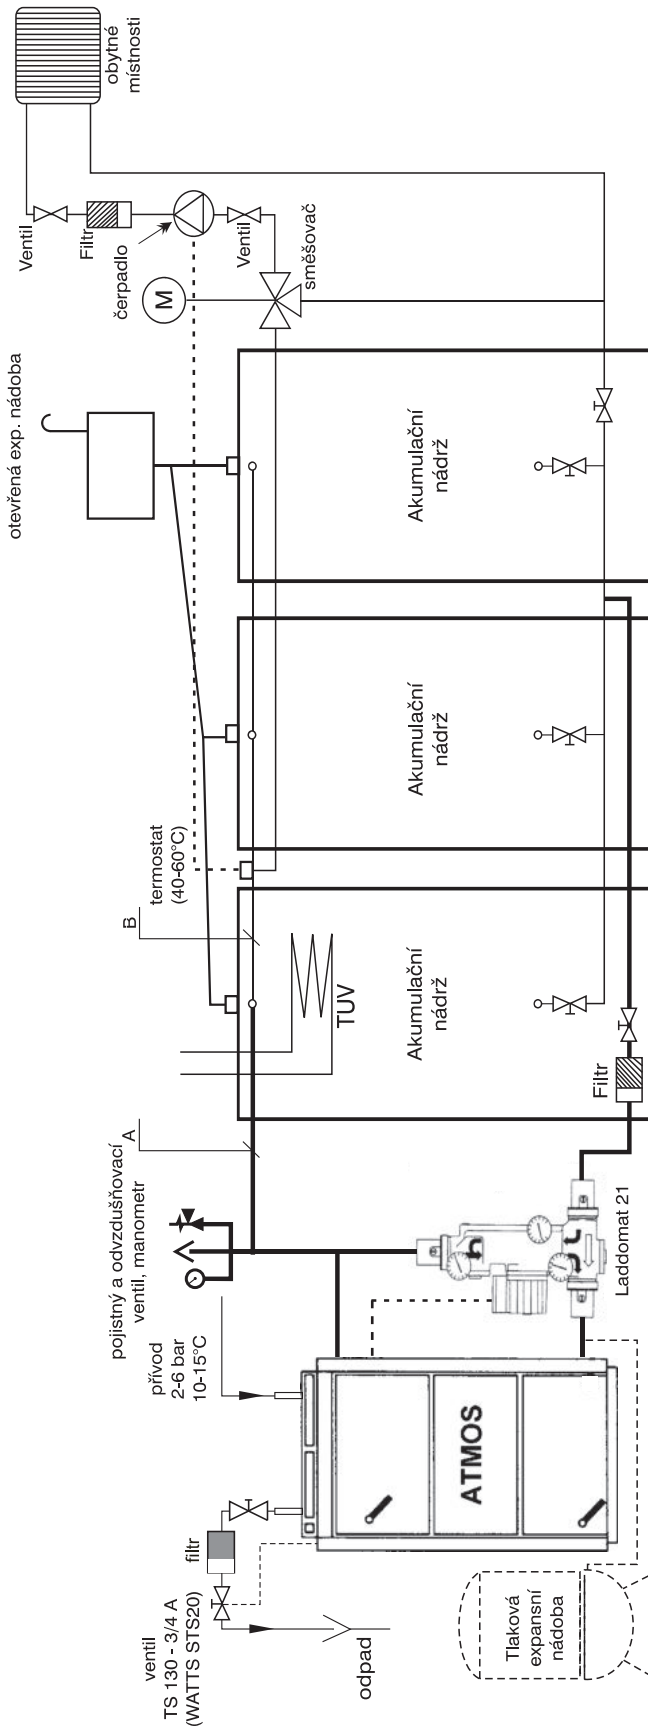 ventil
TS 130 - 3/4 A
(WATTS STS20)
filtr
odpad
přívod
2-6 bar
10-15°C
pojistný a odvzdušňovací
ventil, manometr
A
B
termostat
(40-60°C)
otevřená exp. nádoba
M
čerpadlo
Ventil
Filtr
Ventil
směšovač
obytné
místnosti
ATMOS
Tlaková
expansní
nádoba
Laddomat 21
Filtr
TUV
Akumulační
nádrž
Akumulační
nádrž
Akumulační
nádrž